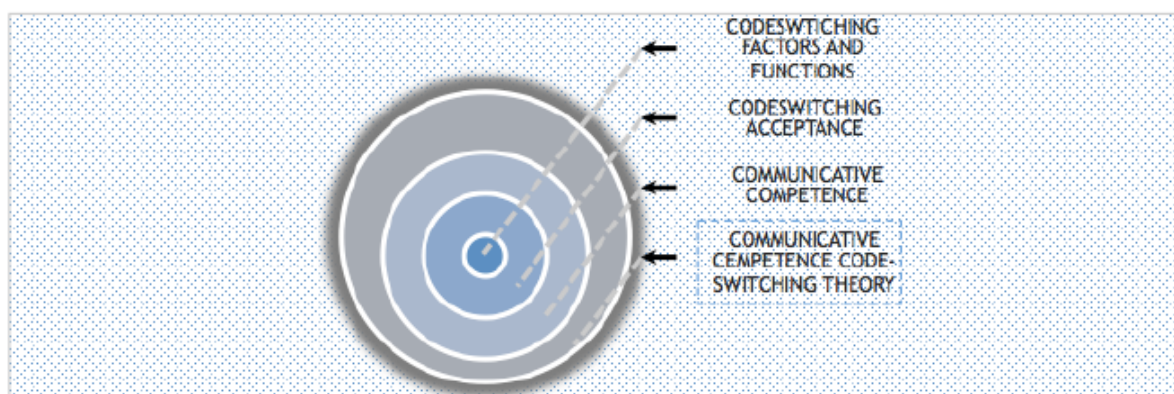 CODESWTICHING
FACTORS AND
FUNCTIONS
CODESWITCHING
ACCEPTANCE
COMMUNICATIVE
COMPETENCE
COMMUNICATIVE
CEMPETENCE CODE-
SWITCHING THEORY